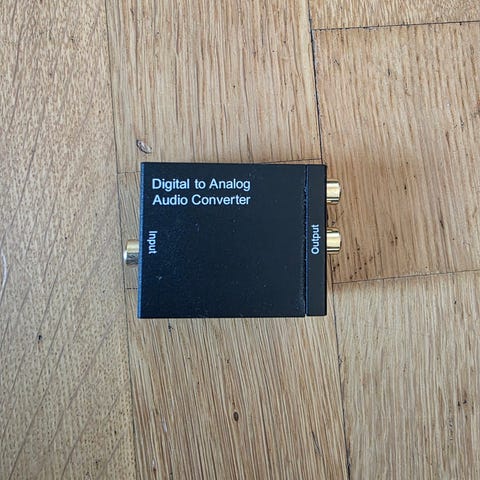 Digital to Analog
Audio Converter
Input
Output